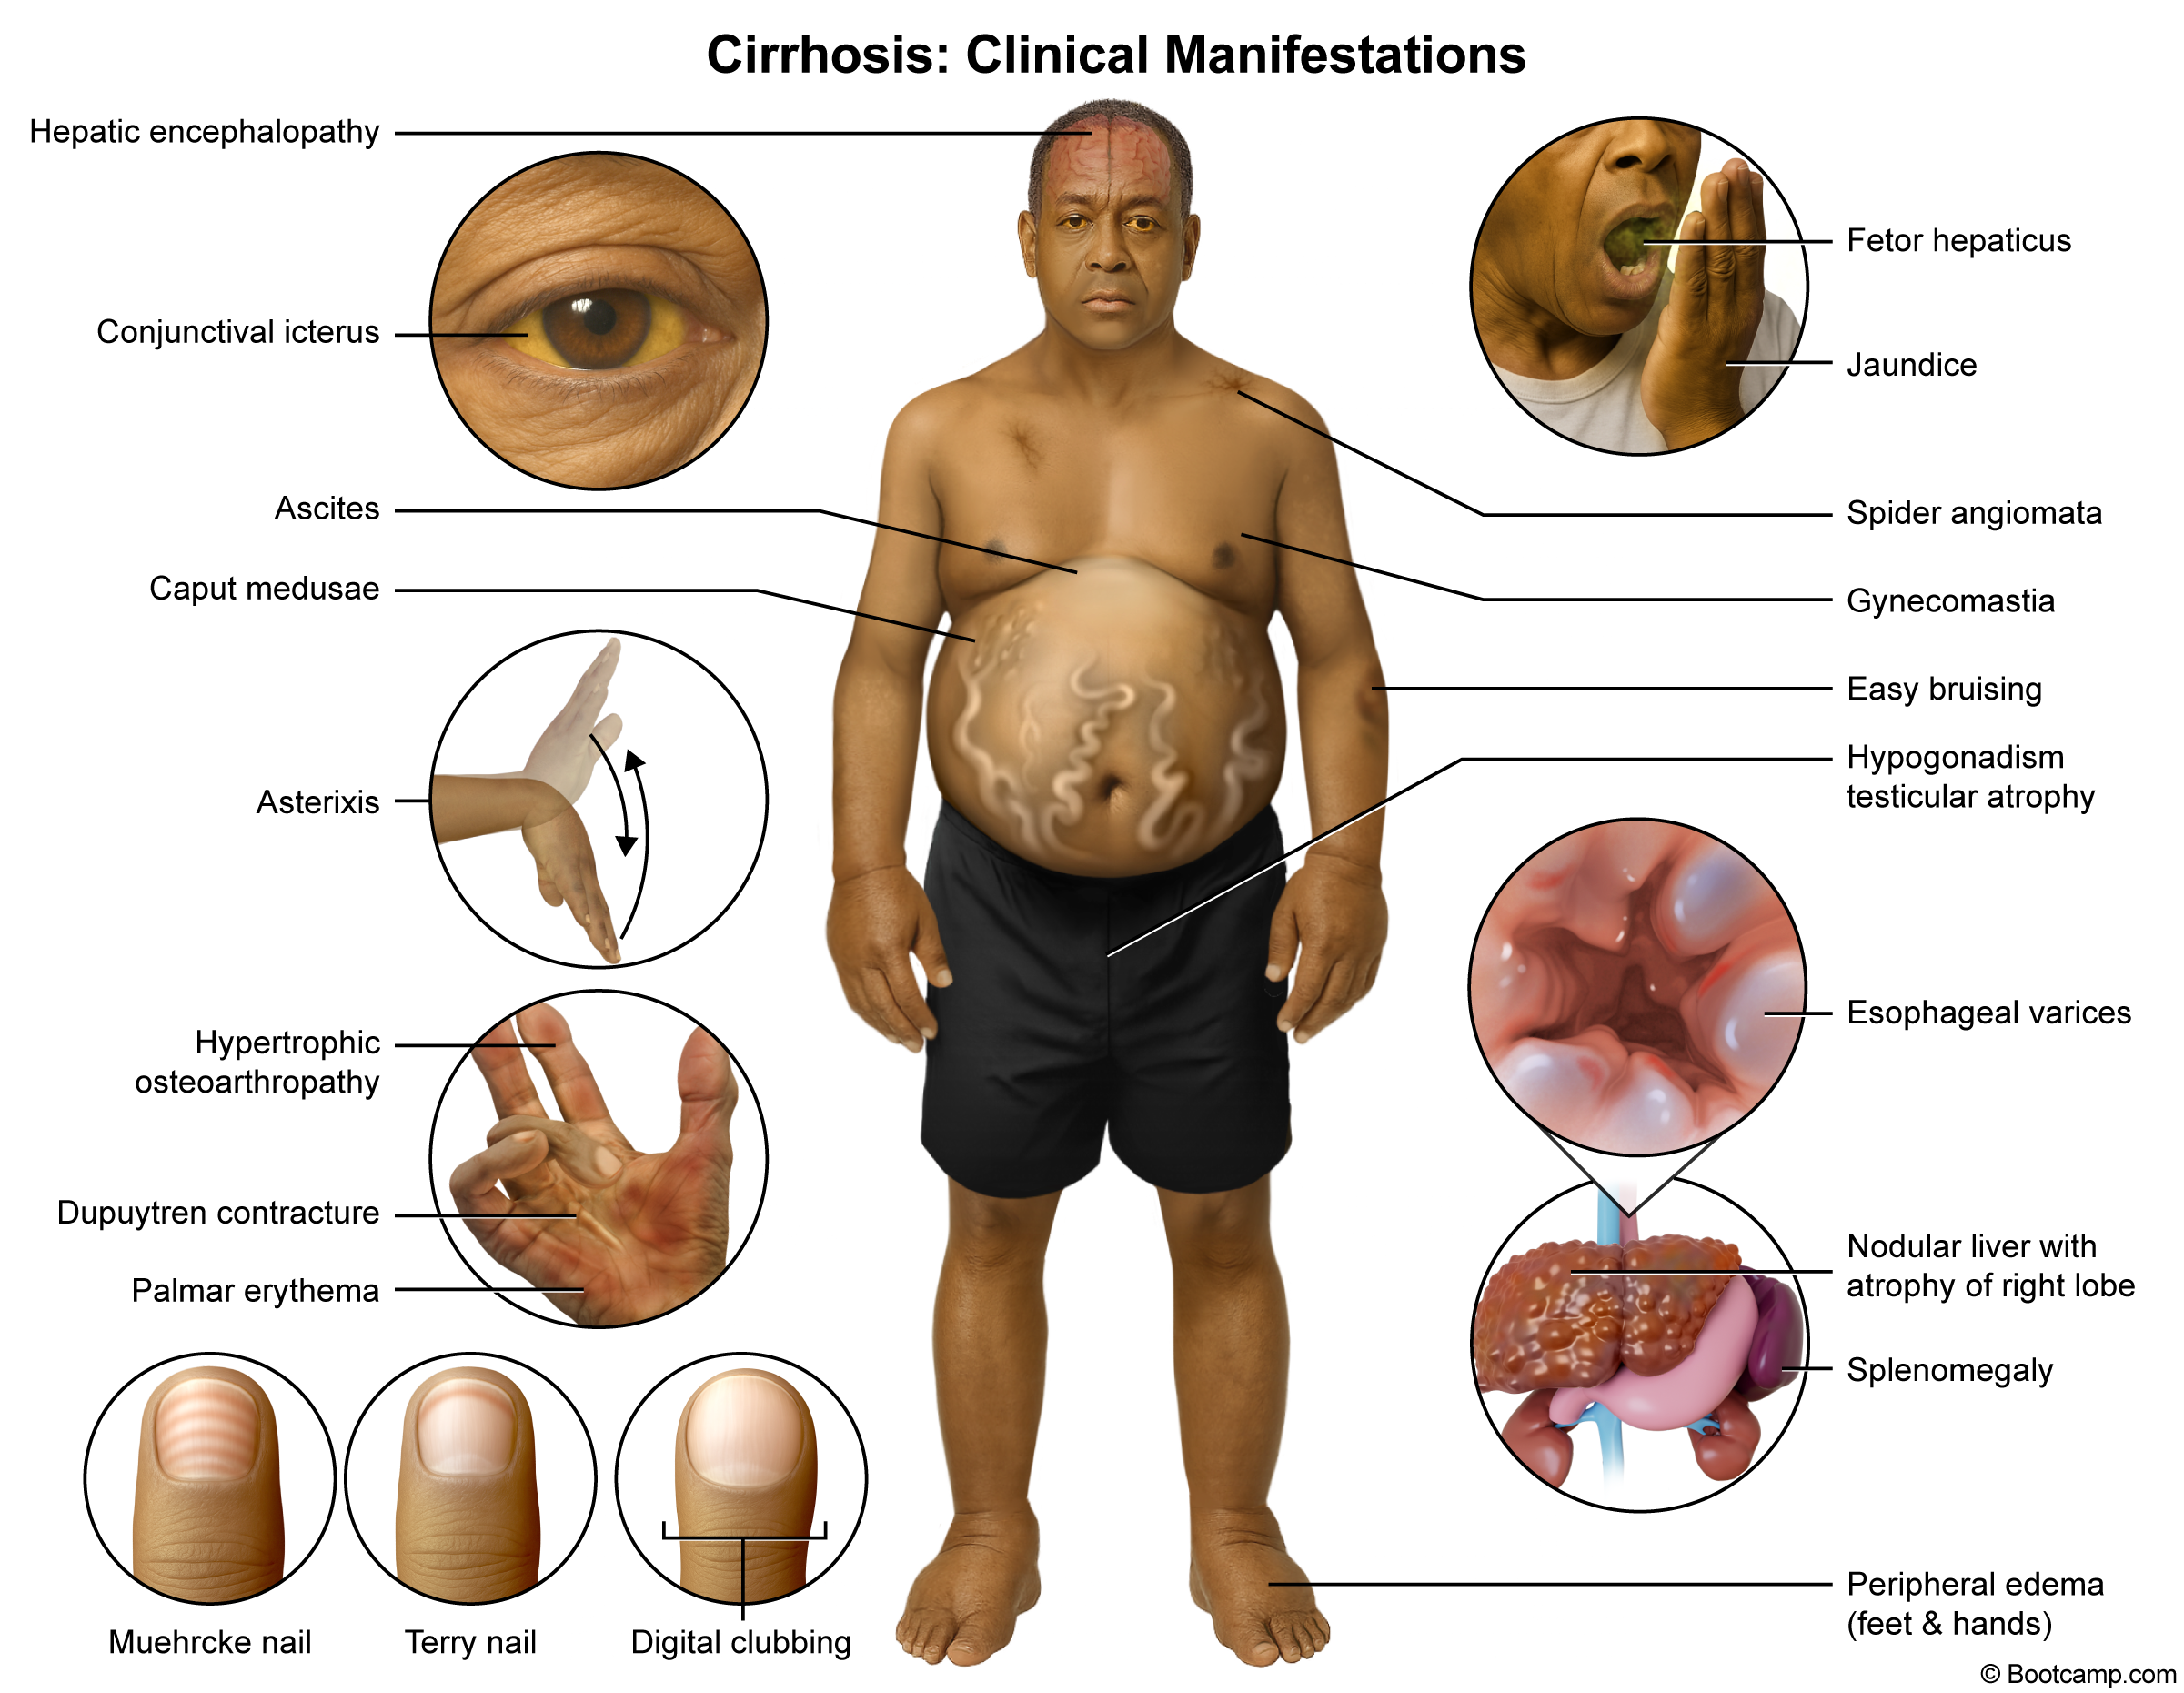 Cirrhosis: Clinical Manifestations
Hepatic encephalopathy
Conjunctival icterus
Ascites
Caput medusae
Asterixis
Hypertrophic
osteoarthropathy
Dupuytren contracture
Palmar erythema
Muehrcke nail
Terry nail
Digital clubbing
Fetor hepaticus
Jaundice
Spider angiomata
Gynecomastia
Easy bruising
Hypogonadism
testicular atrophy
Esophageal varices
Nodular liver with
atrophy of right lobe
Splenomegaly
Peripheral edema
(feet & hands)
© Bootcamp.com